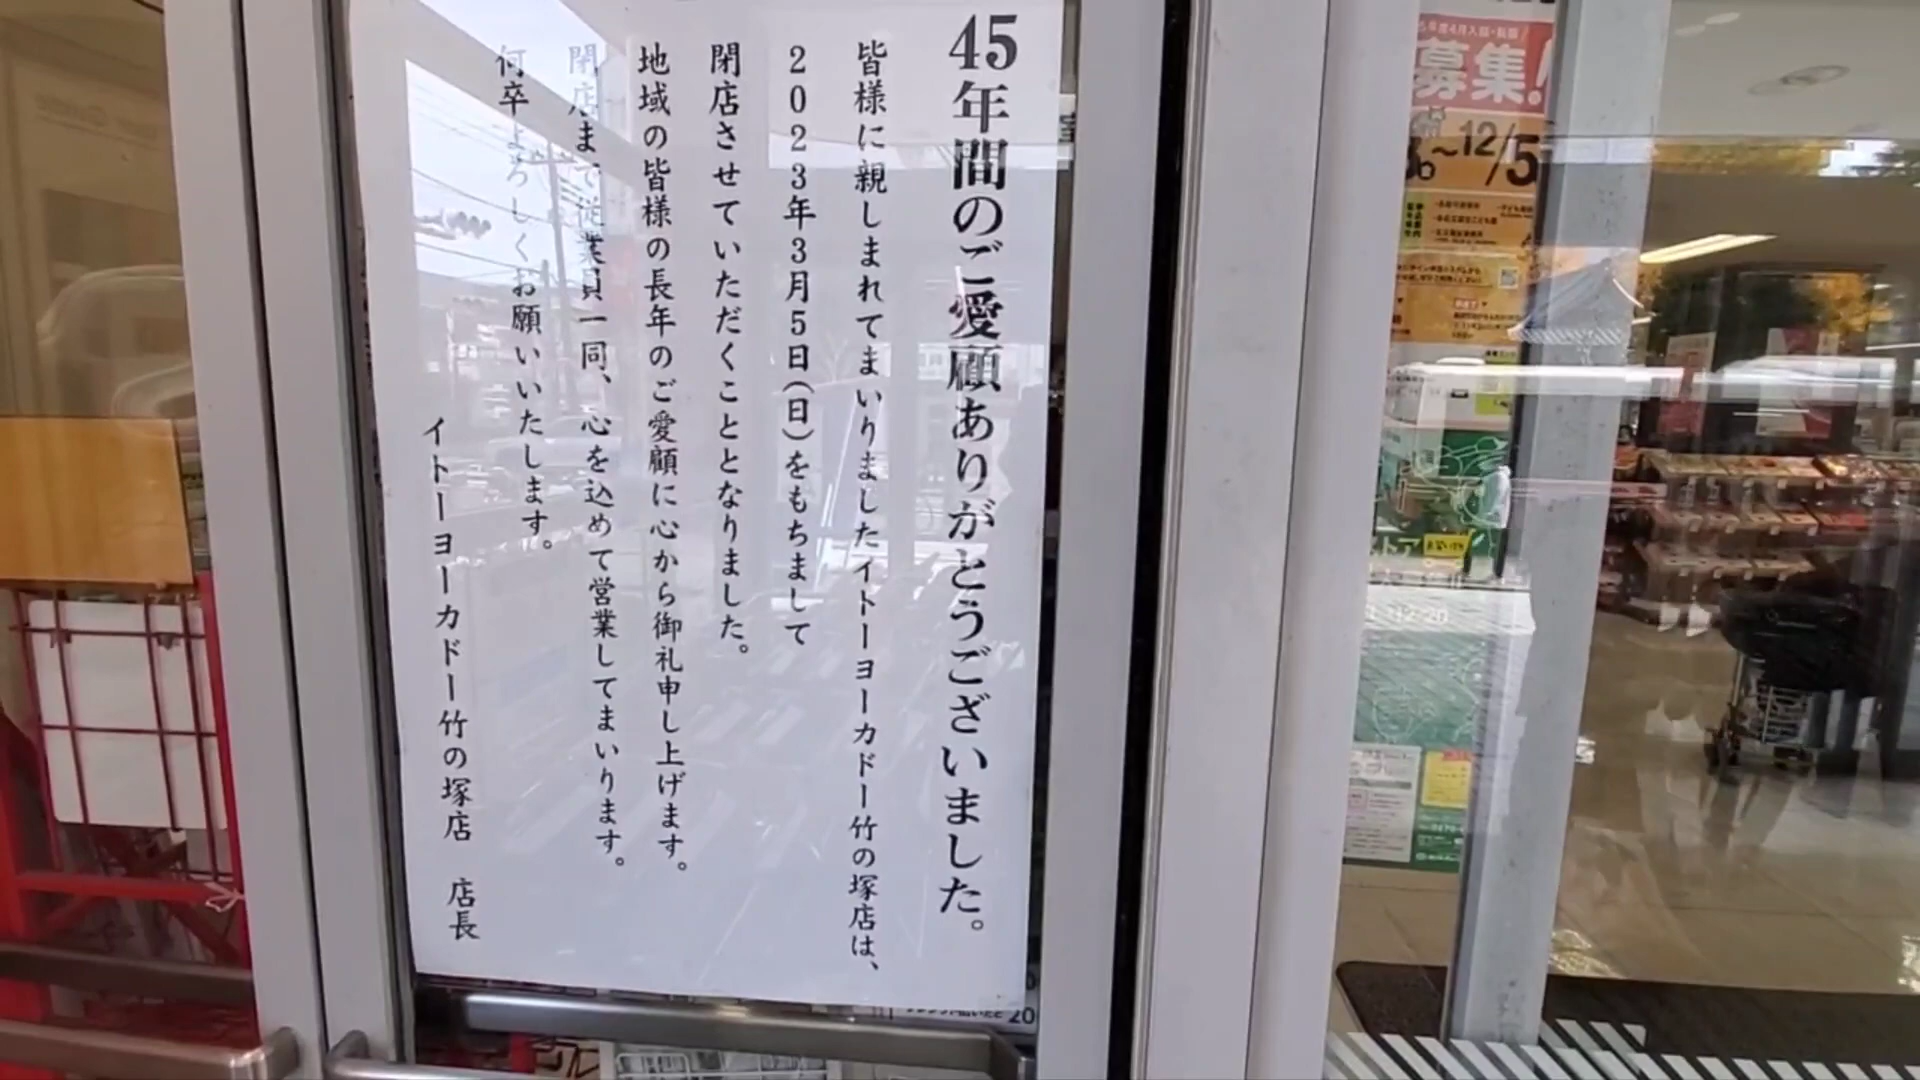 45年間のご愛顧ありがとうございました。
皆様に親しまれてまいりましたイトーヨーカドー竹の塚店は、
2023年3月5日(日)をもちまして
閉店させていただくこととなりました。
地域の皆様の長年のご愛顧に心から御礼申し上げます。
閉店まで従業員一同、心を込めて営業してまいります。
何卒よろしくお願いいたします。
イトーヨーカドー竹の塚店 店長
募集!
~12/5